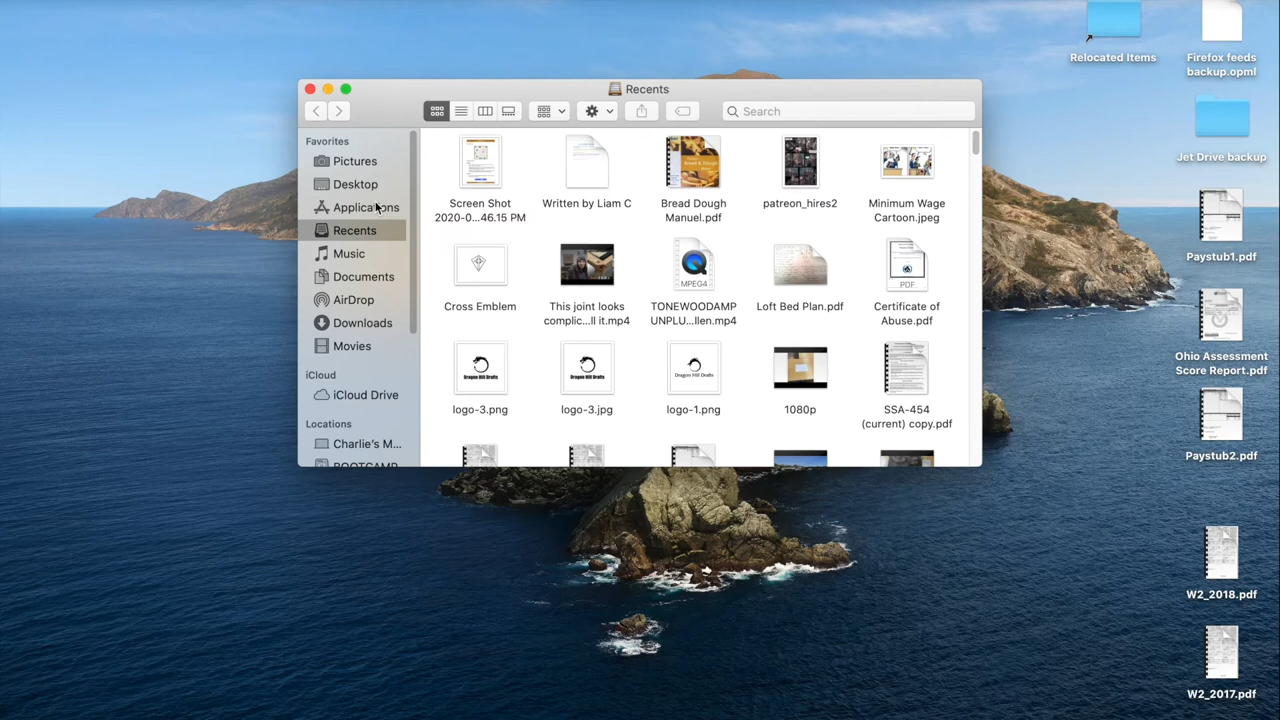 Relocated Items
Firefox feeds
backup.opml
Recents
Search
Favorites
Pictures
Desktop
Applications
Recents
Music
Documents
AirDrop
Downloads
Movies
iCloud
iCloud Drive
Locations
Charlie's M...
BOOTCAMP
Screen Shot
2020-0...46.15 PM
Written by Liam C
Bread Dough
Manuel.pdf
patreon_hires2
Minimum Wage
Cartoon.jpeg
Cross Emblem
This joint looks
complic...ll it.mp4
MPEG4
TONEWOODAMP
UNPLU...llen.mp4
Loft Bed Plan.pdf
PDF
Certificate of
Abuse.pdf
Dragon Hill Drafts
logo-3.png
Dragon Hill Drafts
logo-3.jpg
Dragon Hill Drafts
logo-1.png
1080p
SSA-454
(current) copy.pdf
Jet Drive backup
Paystub1.pdf
Ohio Assessment
Score Report.pdf
Paystub2.pdf
W2_2018.pdf
W2_2017.pdf